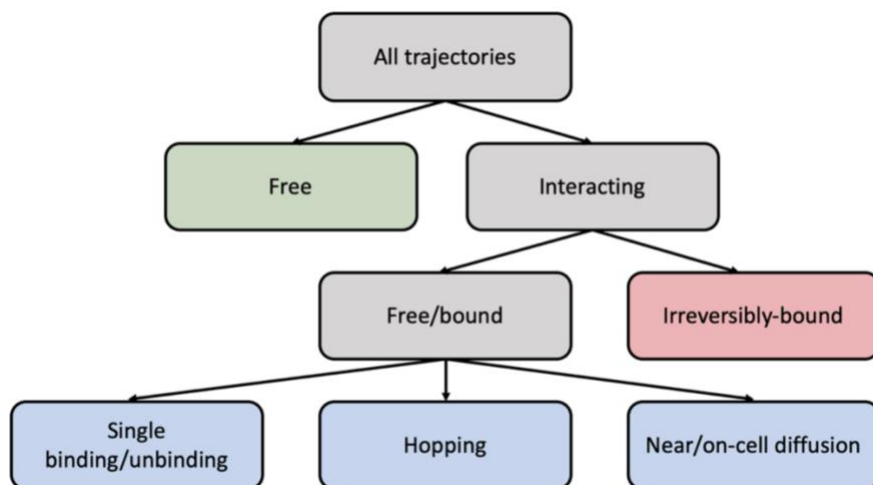 All trajectories
Free
Interacting
Free/bound
Irreversibly-bound
Single
binding/unbinding
Hopping
Near/on-cell diffusion